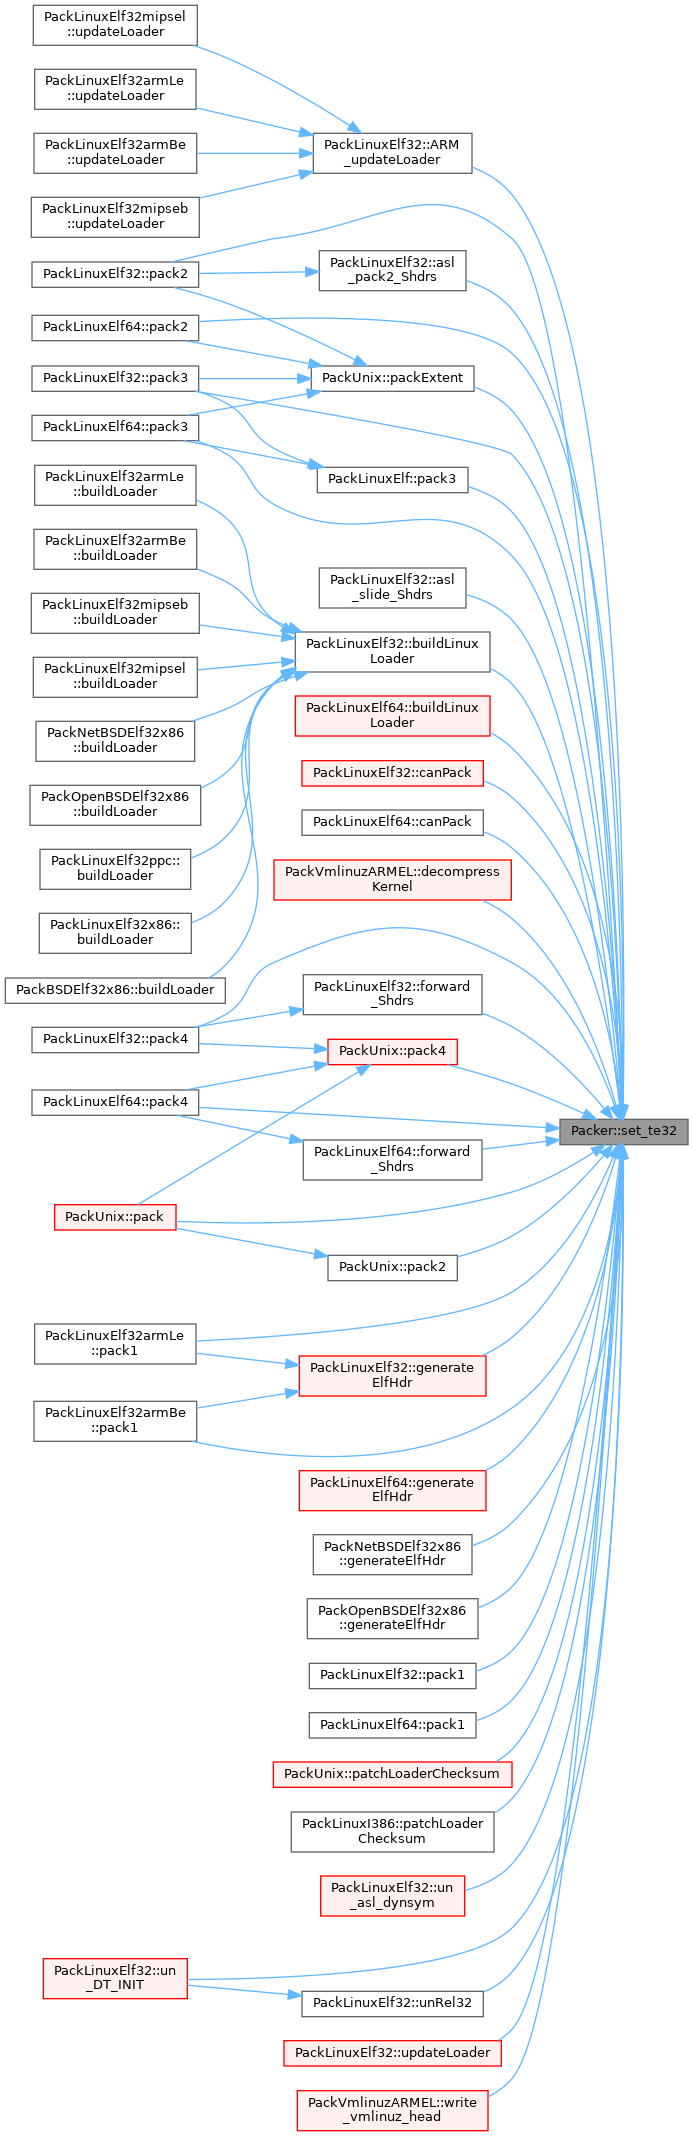 PackLinuxElf32mipsel
::updateLoader
PackLinuxElf32armLe
::updateLoader
PackLinuxElf32armBe
::updateLoader
PackLinuxElf32mipseb
::updateLoader
PackLinuxElf32::ARM
_updateLoader
PackLinuxElf32::pack2
PackLinuxElf32::asl
_pack2_Shdrs
PackLinuxElf64::pack2
PackLinuxElf32::pack3
PackUnix::packExtent
PackLinuxElf64::pack3
PackLinuxElf::pack3
PackLinuxElf32armLe
::buildLoader
PackLinuxElf32armBe
::buildLoader
PackLinuxElf32mipseb
::buildLoader
PackLinuxElf32mipsel
::buildLoader
PackNetBSDElf32x86
::buildLoader
PackOpenBSDElf32x86
::buildLoader
PackLinuxElf32ppc::
buildLoader
PackLinuxElf32x86::
buildLoader
PackBSDElf32x86::buildLoader
PackLinuxElf32::asl
_slide_Shdrs
PackLinuxElf32::buildLinux
Loader
PackLinuxElf64::buildLinux
Loader
PackLinuxElf32::canPack
PackLinuxElf64::canPack
PackVmlinuzARMEL::decompress
Kernel
PackLinuxElf32::forward
_Shdrs
PackLinuxElf32::pack4
PackUnix::pack4
PackLinuxElf64::pack4
Packer::set_te32
PackLinuxElf64::forward
_Shdrs
PackUnix::pack
PackUnix::pack2
PackLinuxElf32armLe
::pack1
PackLinuxElf32::generate
ElfHdr
PackLinuxElf32armBe
::pack1
PackLinuxElf64::generate
ElfHdr
PackNetBSDElf32x86
::generateElfHdr
PackOpenBSDElf32x86
::generateElfHdr
PackLinuxElf32::pack1
PackLinuxElf64::pack1
PackUnix::patchLoaderChecksum
PackLinuxI386::patchLoader
Checksum
PackLinuxElf32::un
_asl_dynsym
PackLinuxElf32::un
_DT_INIT
PackLinuxElf32::unRel32
PackLinuxElf32::updateLoader
PackVmlinuzARMEL::write
_vmlinuz_head